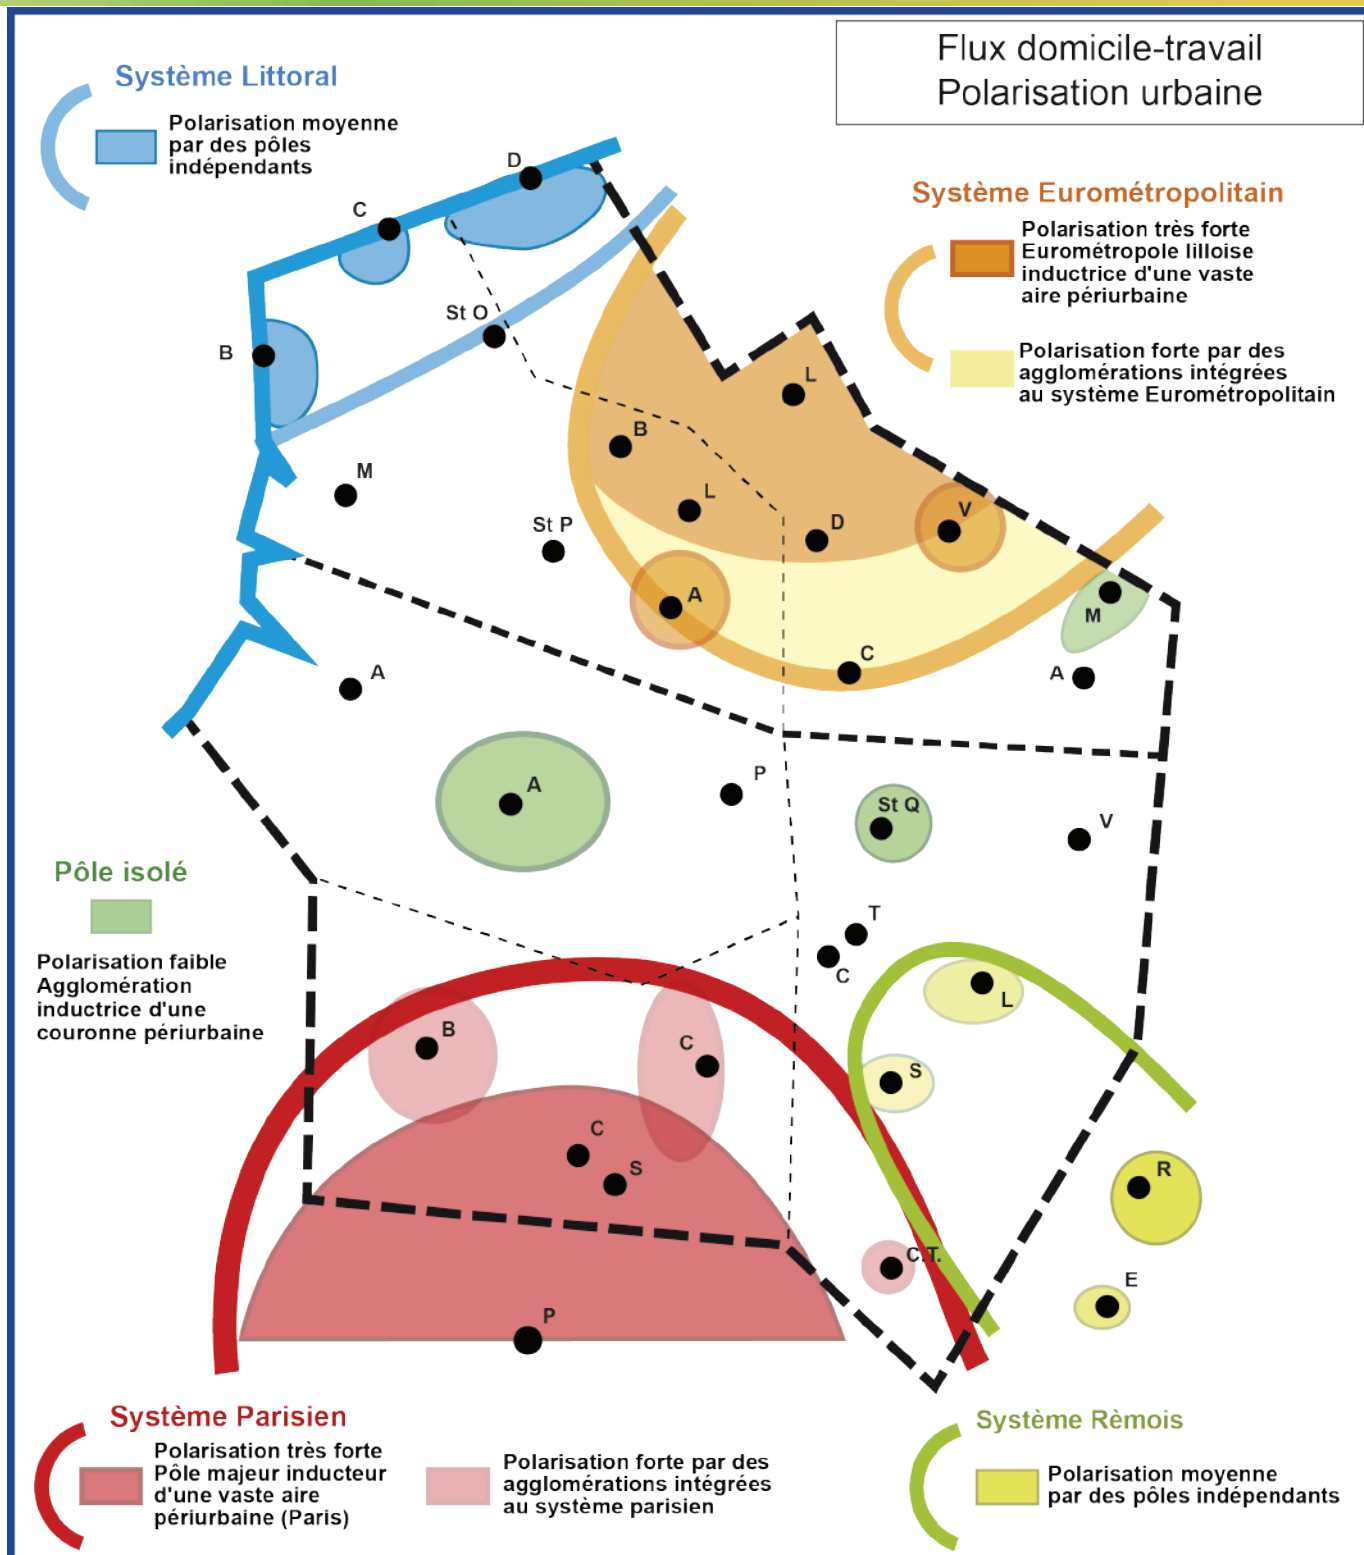 Flux domicile-travail
Polarisation urbaine
Système Littoral
Polarisation moyenne
par des pôles
indépendants
D
C
Système Eurométropolitain
Polarisation très forte
Eurométropole lilloise
inductrice d'une vaste
aire périurbaine
St O
B
Polarisation forte par des
agglomérations intégrées
au système Eurométropolitain
L
B
M
L
St P
D
V
A
M
C
A
A
P
A
St Q
V
Pôle isolé
Polarisation faible
Agglomération
inductrice d'une
couronne périurbaine
T
C
L
B
C
S
C
S
R
C.T.
E
P
Système Parisien
Polarisation très forte
Pôle majeur inducteur
d'une vaste aire
périurbaine (Paris)
Polarisation forte par des
agglomérations intégrées
au système parisien
Système Rèmois
Polarisation moyenne
par des pôles indépendants